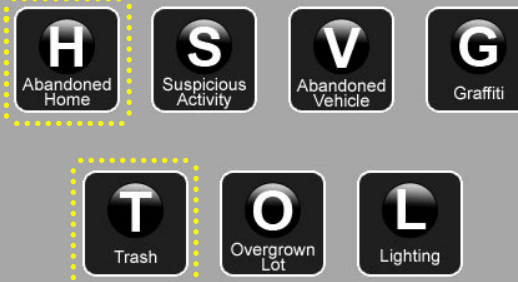 H
Abandoned
Home
S
Suspicious
Activity
V
Abandoned
Vehicle
G
Graffiti
T
Trash
O
Overgrown
Lot
L
Lighting